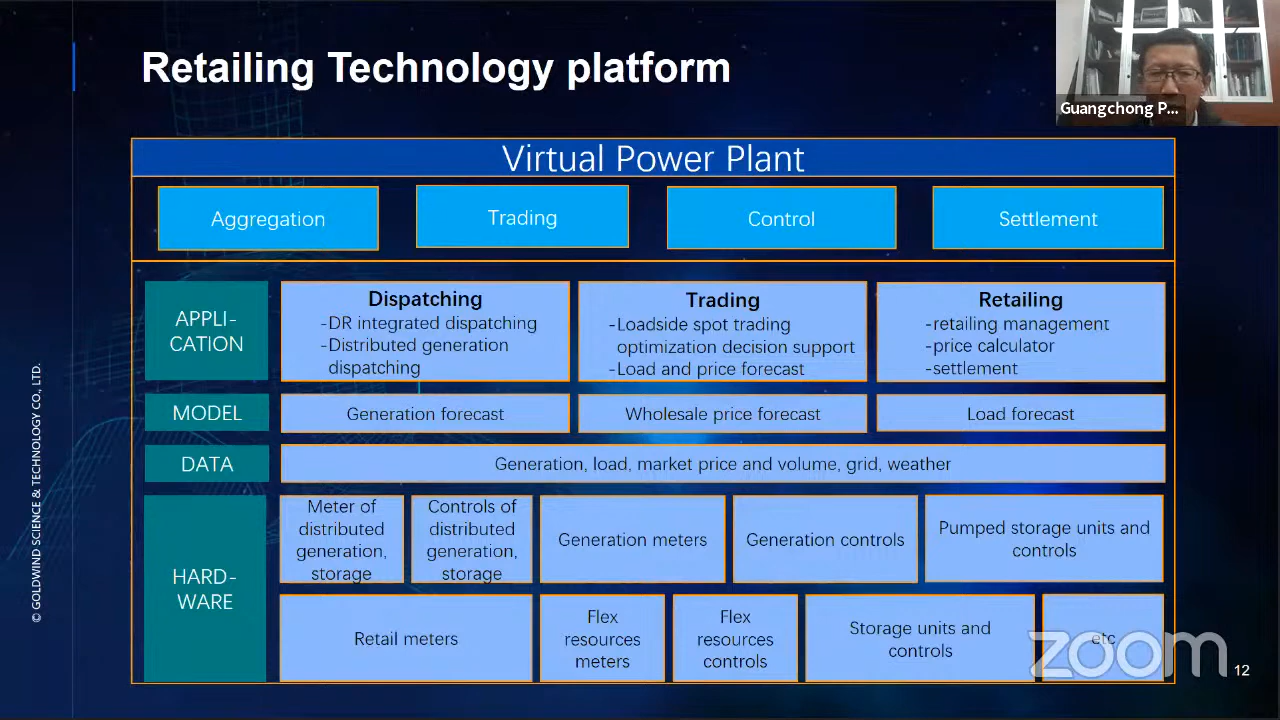 Retailing Technology platform
Guangchong P...
Virtual Power Plant
Aggregation
Trading
Control
Settlement
APPLI-
CATION
Dispatching
-DR integrated dispatching
-Distributed generation
dispatching
Trading
-Loadside spot trading
optimization decision support
-Load and price forecast
Retailing
-retailing management
-price calculator
-settlement
MODEL
Generation forecast
Wholesale price forecast
Load forecast
DATA
Generation, load, market price and volume, grid, weather
HARD-
WARE
Meter of
distributed
generation,
storage
Controls of
distributed
generation,
storage
Generation meters
Generation controls
Pumped storage units and
controls
Retail meters
Flex
resources
meters
Flex
resources
controls
Storage units and
controls
etc
zoom
12
© GOLDWIND SCIENCE & TECHNOLOGY CO., LTD.